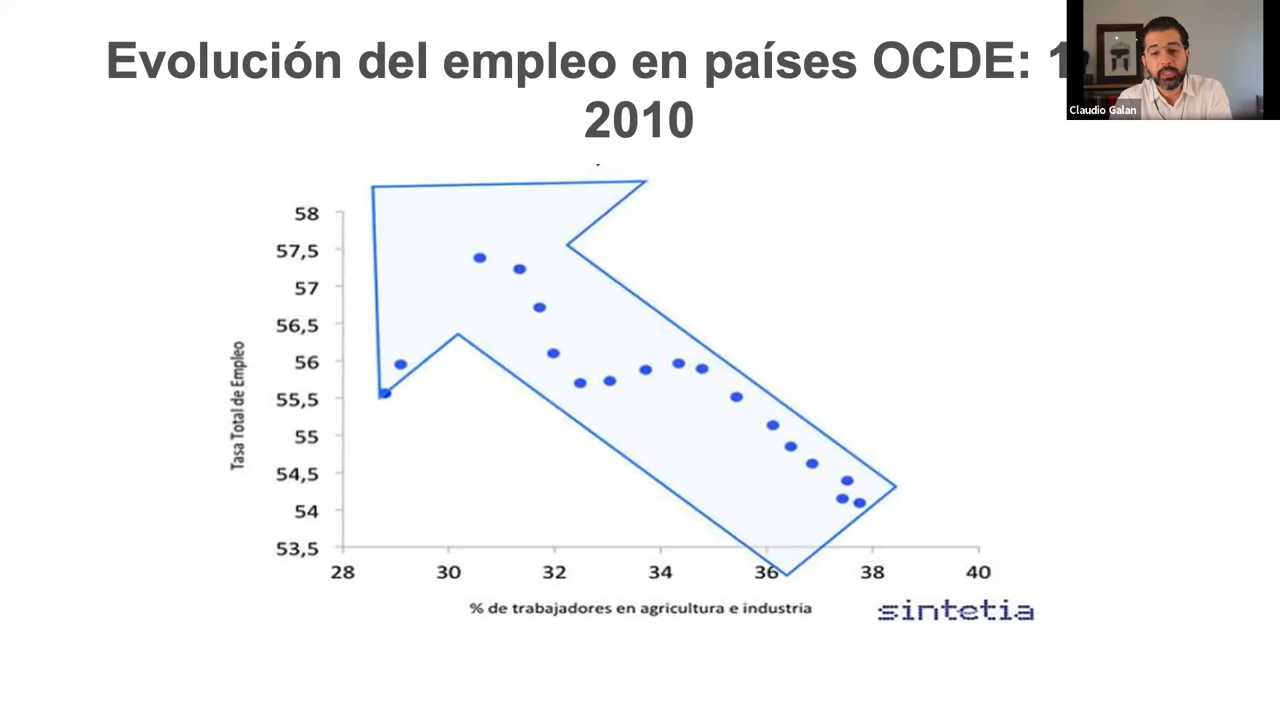 Evolución del empleo en países OCDE:
2010
Claudio Galan
58
57,5
57
56,5
56
55,5
55
54,5
54
53,5
Tasa Total de Empleo
28 30 32 34 36 38 40
% de trabajadores en agricultura e industria
sintetia